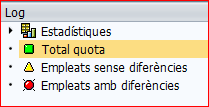 Log
Estadístiques
Total quota
Empleats sense diferències
Empleats amb diferències